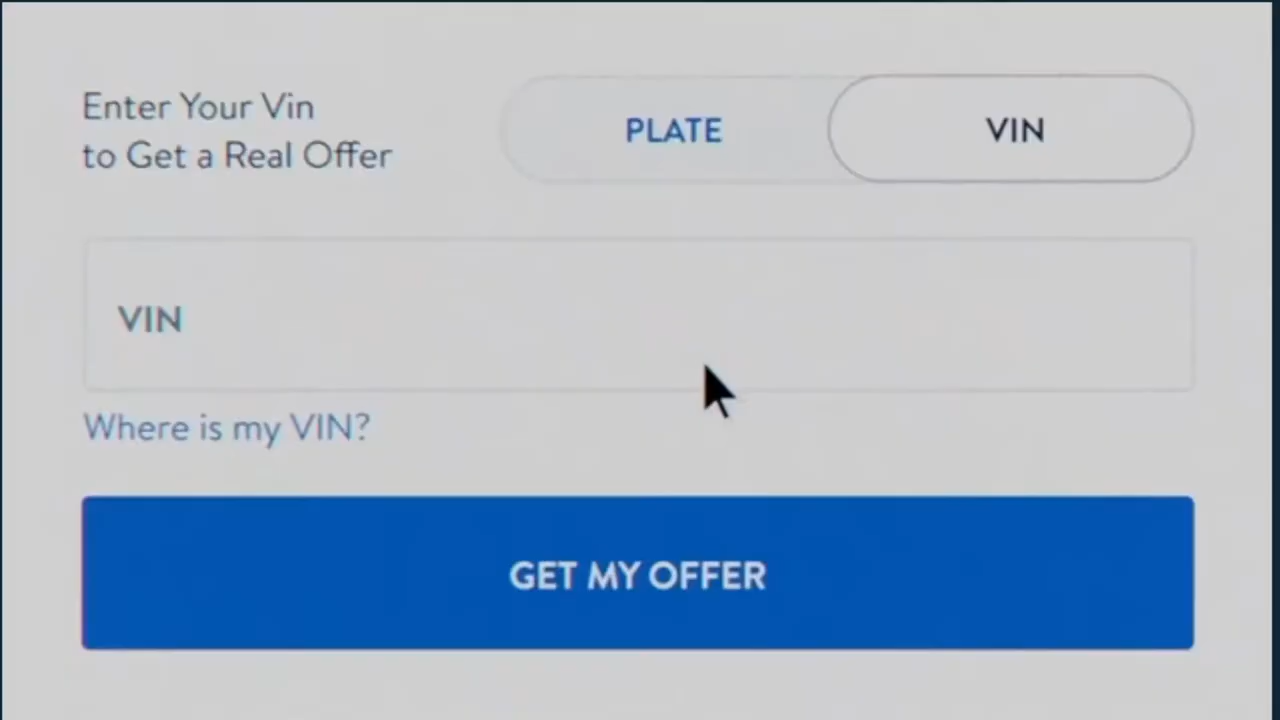 Enter Your Vin
to Get a Real Offer
PLATE
VIN
VIN
Where is my VIN?
GET MY OFFER